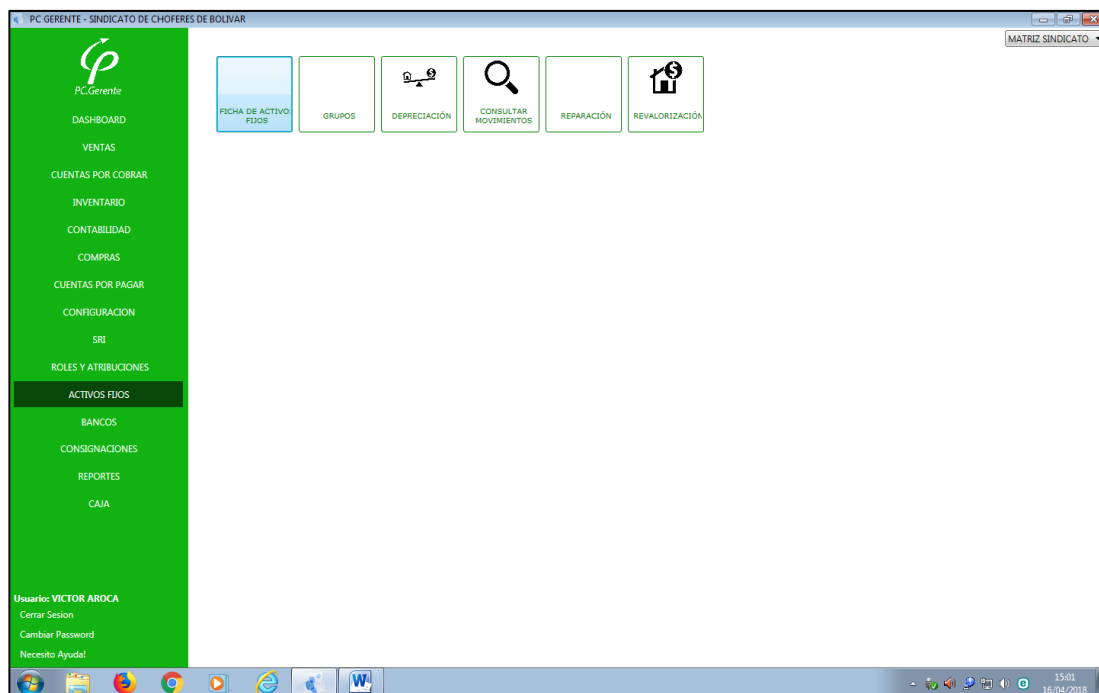 PC GERENTE - SINDICATO DE CHOFERES DE BOLIVAR
MATRIZ SINDICATO
PC.Gerente
DASHBOARD
VENTAS
CUENTAS POR COBRAR
INVENTARIO
CONTABILIDAD
COMPRAS
CUENTAS POR PAGAR
CONFIGURACION
SRI
ROLES Y ATRIBUCIONES
ACTIVOS FIJOS
BANCOS
CONSIGNACIONES
REPORTES
CAJA
FICHA DE ACTIVO
FIJOS
GRUPOS
DEPRECIACIÓN
CONSULTAR
MOVIMIENTOS
REPARACIÓN
REVALORIZACIÓN
Usuario: VICTOR AROCA
Cerrar Sesion
Cambiar Password
Necesito Ayuda!
15:01
16/04/2018